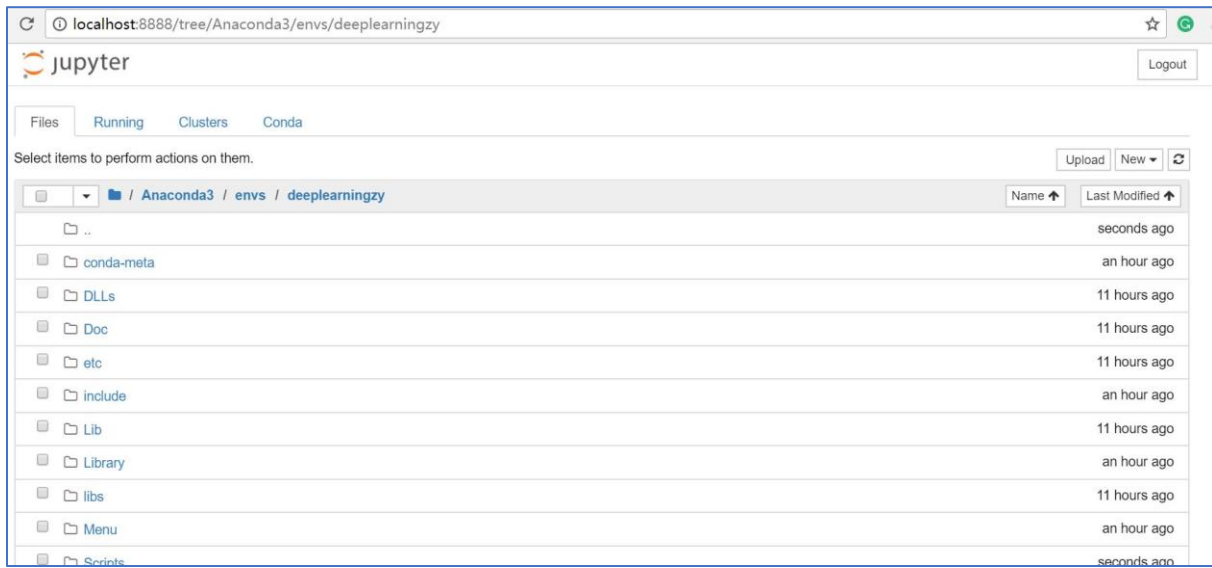 localhost:8888/tree/Anaconda3/envs/deeplearningzy
jupyter Logout
Files Running Clusters Conda
Select items to perform actions on them. Upload New
/ Anaconda3 / envs / deeplearningzy Name Last Modified
.. seconds ago
conda-meta an hour ago
DLLs 11 hours ago
Doc 11 hours ago
etc 11 hours ago
include an hour ago
Lib 11 hours ago
Library an hour ago
libs 11 hours ago
Menu an hour ago
Scripts seconds ago